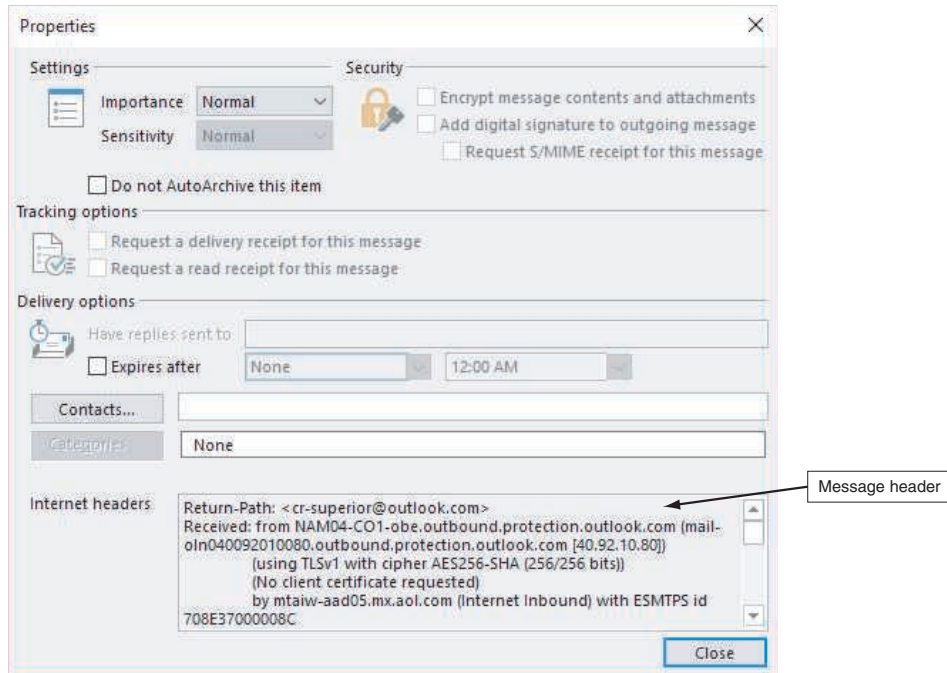 Properties
Settings
Security
Importance Normal
Encrypt message contents and attachments
Sensitivity Normal
Add digital signature to outgoing message
Request S/MIME receipt for this message
Do not AutoArchive this item
Tracking options
Request a delivery receipt for this message
Request a read receipt for this message
Delivery options
Have replies sent to
Expires after None 12:00 AM
Contacts...
Categories None
Internet headers
Return-Path: <cr-superior@outlook.com>
Received: from NAM04-CO1-obe.outbound.protection.outlook.com (mail-
oln040092010080.outbound.protection.outlook.com [40.92.10.80])
(using TLSv1 with cipher AES256-SHA (256/256 bits))
(No client certificate requested)
by mtaiw-aad05.mx.aol.com (Internet Inbound) with ESMTPS id
708E37000008C
Message header
Close